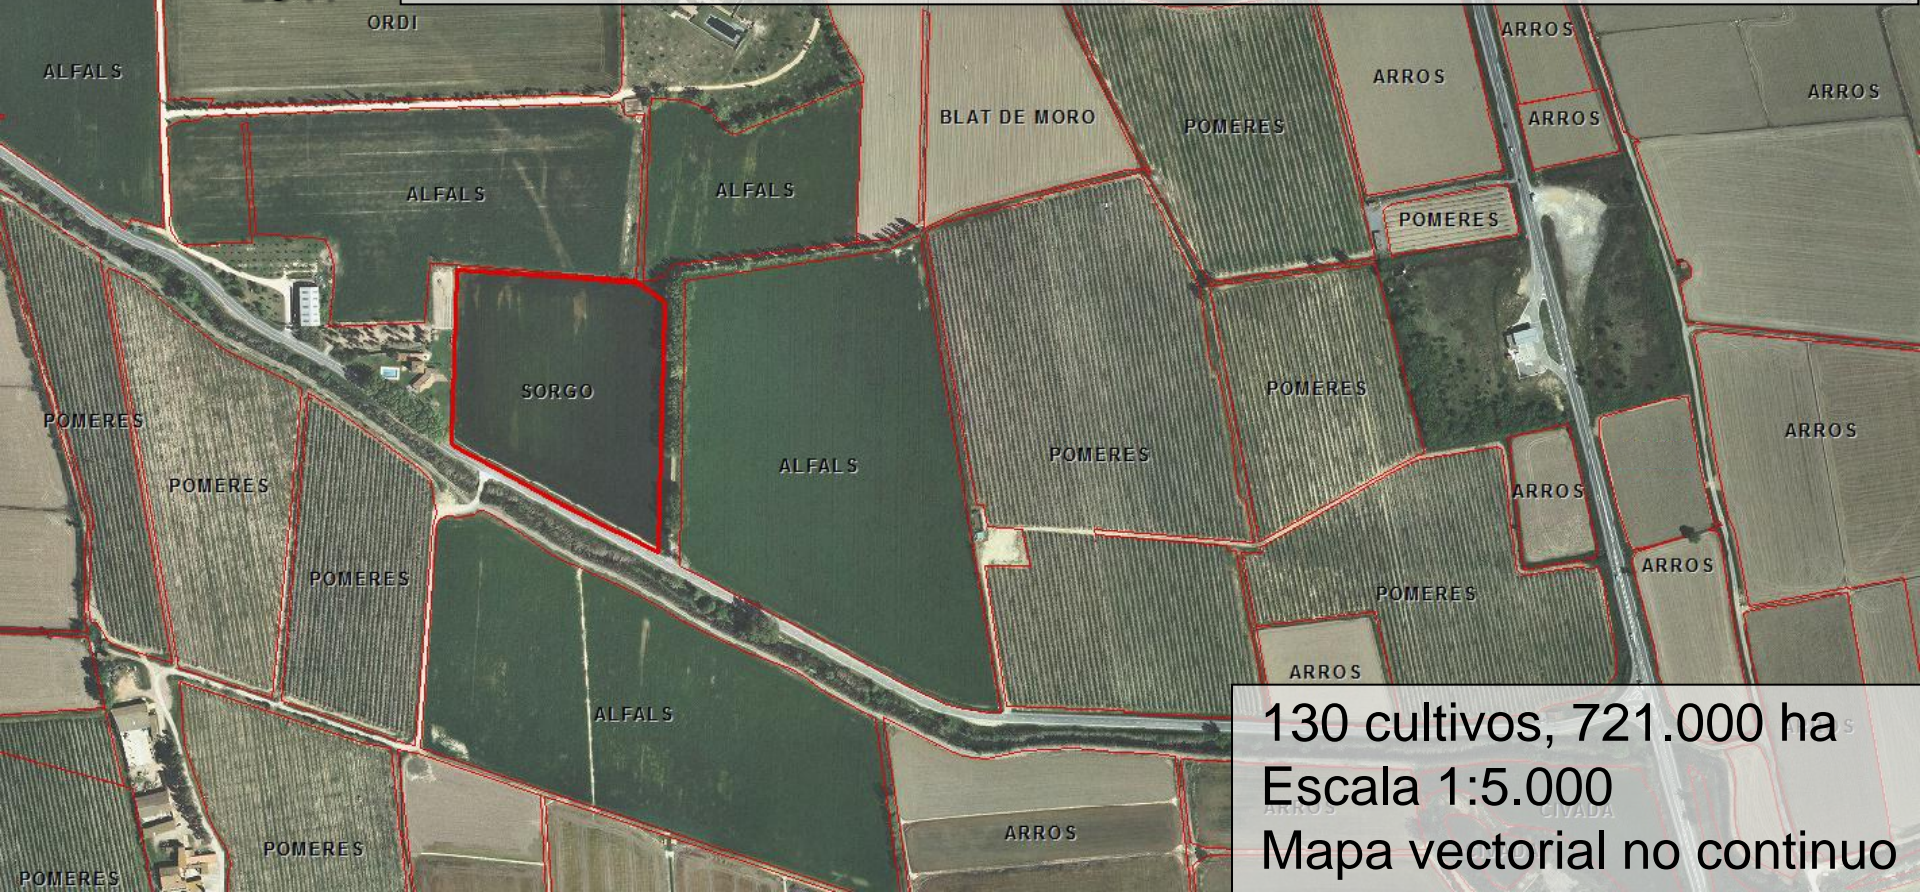 ORDI
ARROS
ALFALS
ARROS
ARROS
BLAT DE MORO
ARROS
POMERES
ALFALS
ALFALS
POMERES
SORGO
POMERES
POMERES
ARROS
POMERES
ALFALS
POMERES
ARROS
ARROS
POMERES
POMERES
ARROS
ALFALS
ARROS
POMERES
POMERES
CIVADA
ARROS
130 cultivos, 721.000 ha
Escala 1:5.000
Mapa vectorial no continuo